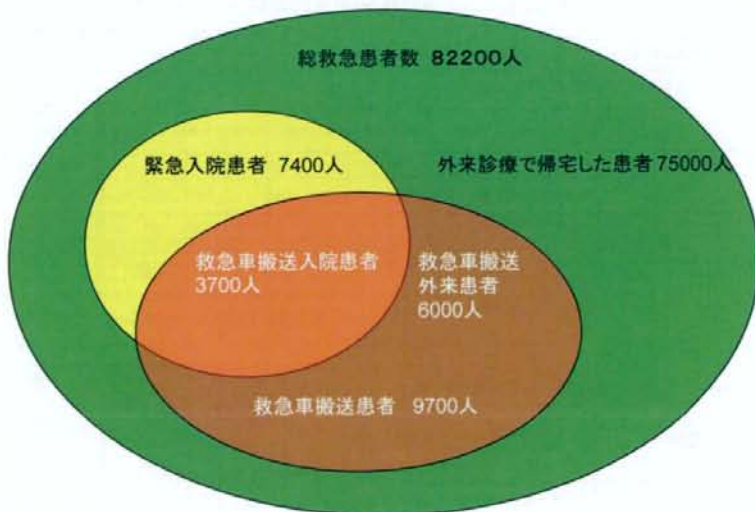 総救急患者数 82200人
緊急入院患者 7400人
外来診療で帰宅した患者 75000人
救急車搬送入院患者
3700人
救急車搬送
外来患者
6000人
救急車搬送患者 9700人